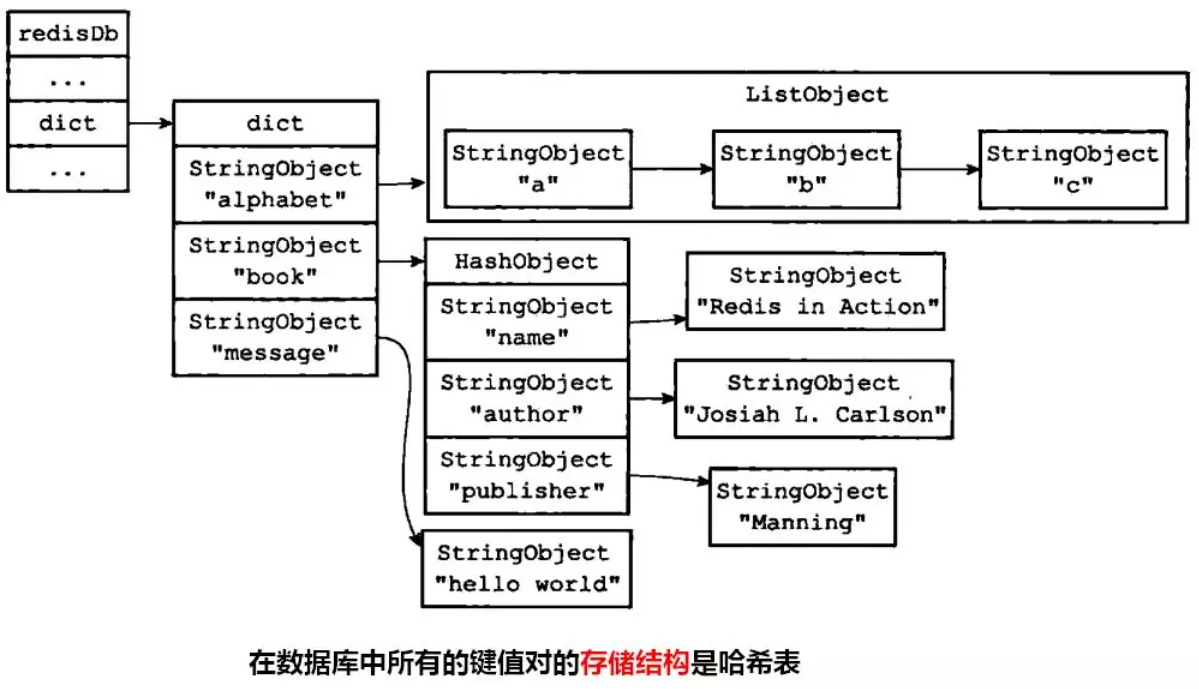 redisDb
...
dict
...
dict
StringObject
"alphabet"
StringObject
"book"
StringObject
"message"
ListObject
StringObject
"a"
StringObject
"b"
StringObject
"c"
HashObject
StringObject
"name"
StringObject
"author"
StringObject
"publisher"
StringObject
"Redis in Action"
StringObject
"Josiah L. Carlson"
StringObject
"Manning"
StringObject
"hello world"
在数据库中所有的键值对的存储结构是哈希表